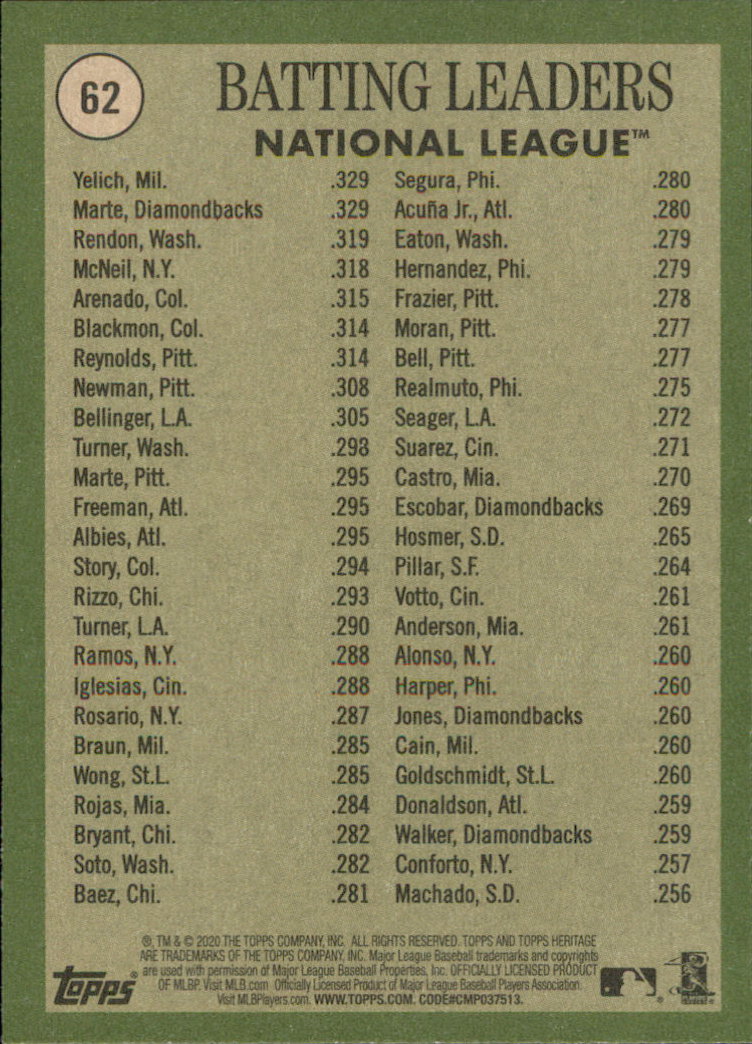 62
BATTING LEADERS
NATIONAL LEAGUE™
Yelich, Mil. .329
Marte, Diamondbacks .329
Rendon, Wash. .319
McNeil, N.Y. .318
Arenado, Col. .315
Blackmon, Col. .314
Reynolds, Pitt. .314
Newman, Pitt. .308
Bellinger, L.A. .305
Turner, Wash. .298
Marte, Pitt. .295
Freeman, Atl. .295
Albies, Atl. .295
Story, Col. .294
Rizzo, Chi. .293
Turner, L.A. .290
Ramos, N.Y. .288
Iglesias, Cin. .288
Rosario, N.Y. .287
Braun, Mil. .285
Wong, St.L. .285
Rojas, Mia. .284
Bryant, Chi. .282
Soto, Wash. .282
Baez, Chi. .281
Segura, Phi. .280
Acuña Jr., Atl. .280
Eaton, Wash. .279
Hernandez, Phi. .279
Frazier, Pitt. .278
Moran, Pitt. .277
Bell, Pitt. .277
Realmuto, Phi. .275
Seager, L.A. .272
Suarez, Cin. .271
Castro, Mia. .270
Escobar, Diamondbacks .269
Hosmer, S.D. .265
Pillar, S.F. .264
Votto, Cin. .261
Anderson, Mia. .261
Alonso, N.Y. .260
Harper, Phi. .260
Jones, Diamondbacks .260
Cain, Mil. .260
Goldschmidt, St.L. .260
Donaldson, Atl. .259
Walker, Diamondbacks .259
Conforto, N.Y. .257
Machado, S.D. .256
®, TM & © 2020 THE TOPPS COMPANY, INC. ALL RIGHTS RESERVED. TOPPS AND TOPPS HERITAGE
ARE TRADEMARKS OF THE TOPPS COMPANY, INC. Major League Baseball trademarks and copyrights
are used with permission of Major League Baseball Properties, Inc. OFFICIALLY LICENSED PRODUCT
OF MLBP. Visit MLB.com Officially Licensed Product of Major League Baseball Players Association.
Visit MLBPlayers.com. WWW.TOPPS.COM. CODE#CMP037513.
topps®